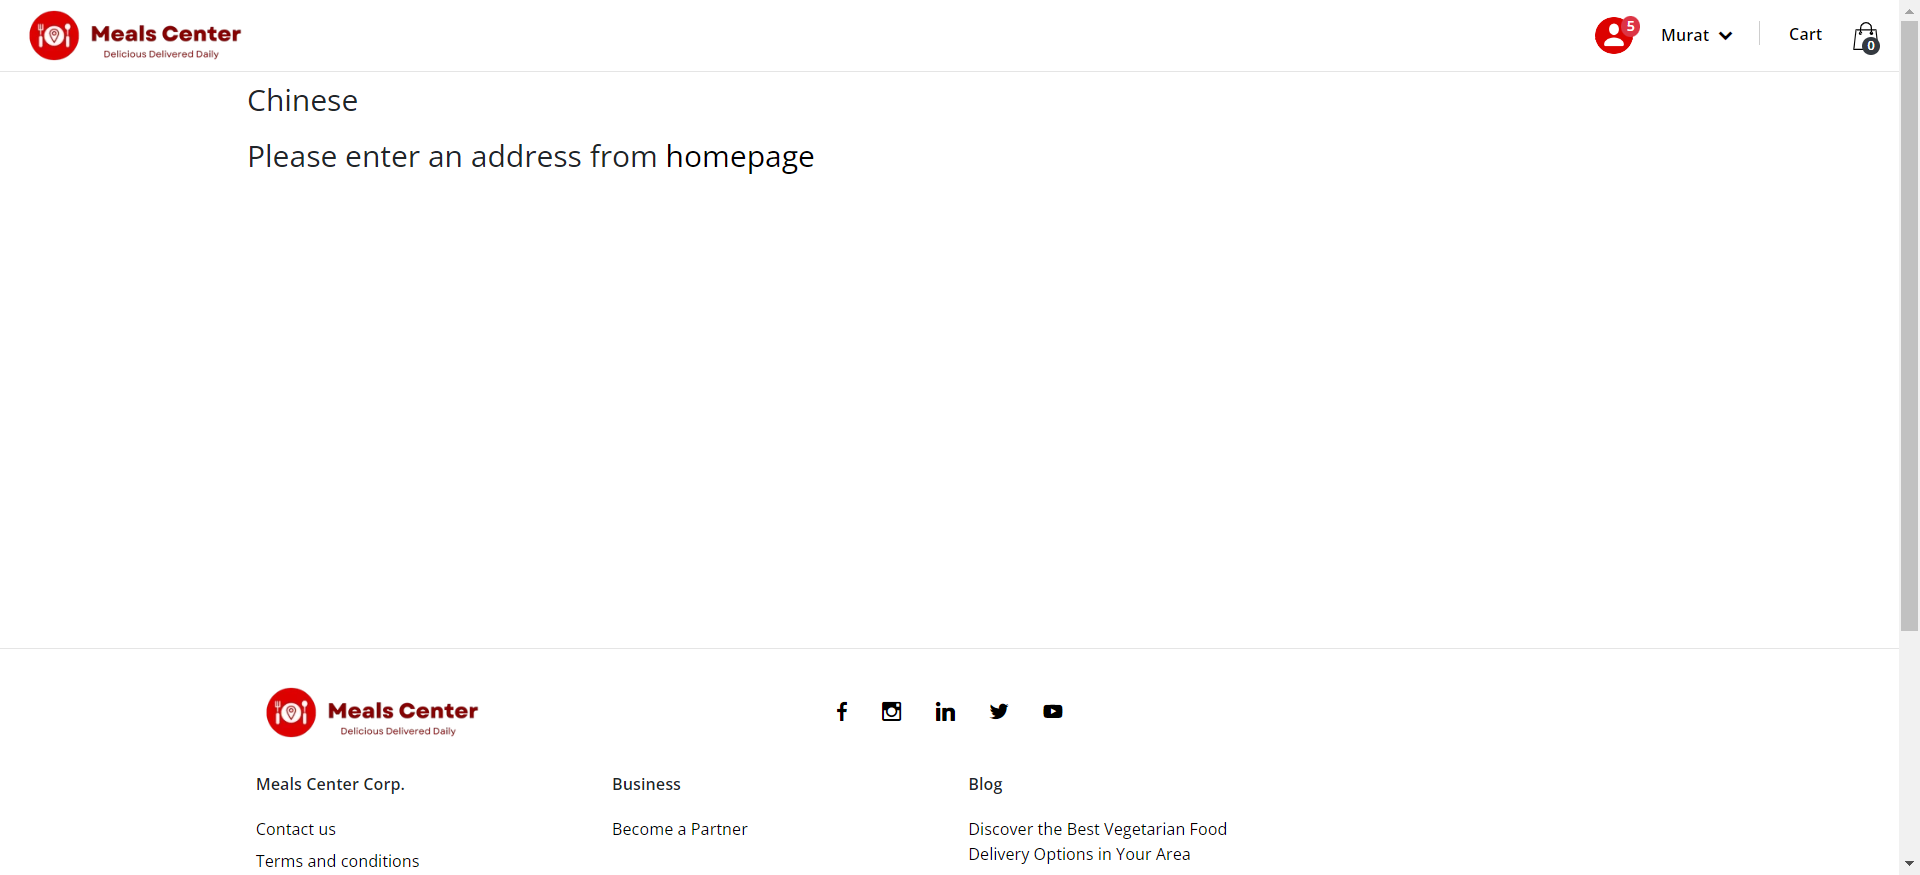 Meals Center
Delicious Delivered Daily
5
Murat
Cart
0
Chinese
Please enter an address from homepage
Meals Center
Delicious Delivered Daily
Meals Center Corp.
Contact us
Terms and conditions
Business
Become a Partner
Blog
Discover the Best Vegetarian Food
Delivery Options in Your Area